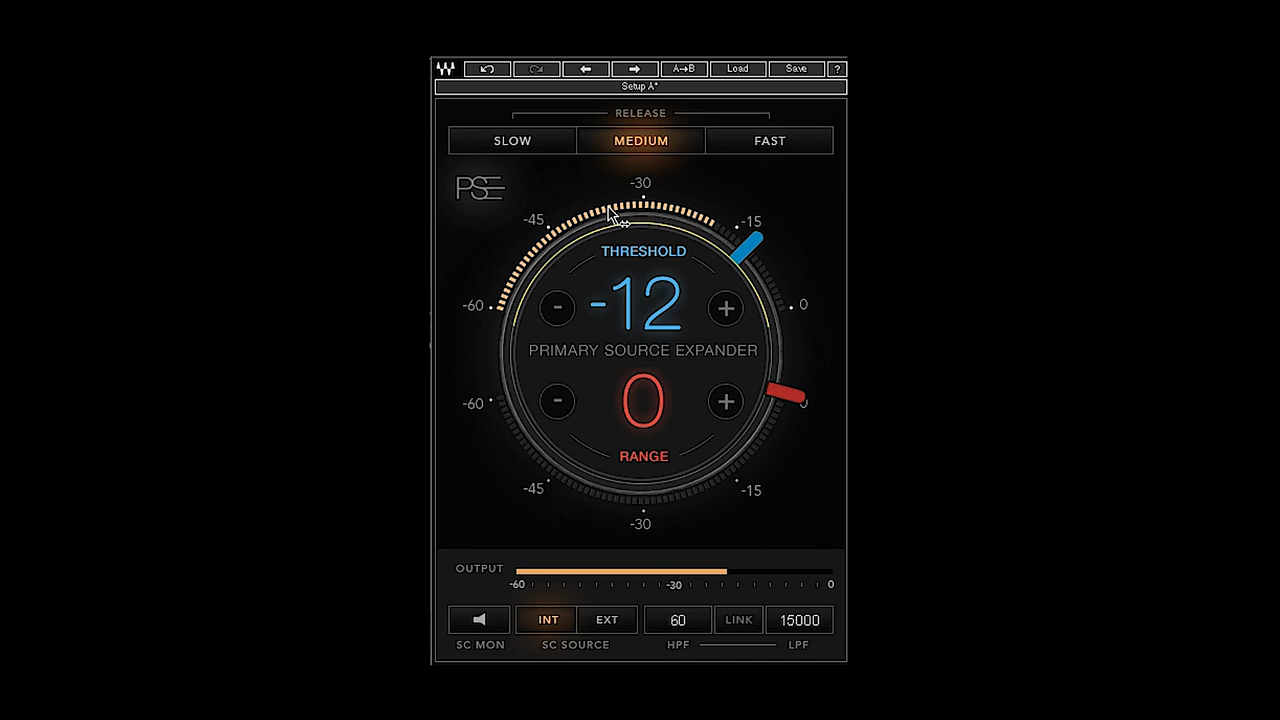 A→B Load Save ?
Setup A*
RELEASE
SLOW MEDIUM FAST
PSE
-30
-45 -15
THRESHOLD
-60 0
- -12 +
PRIMARY SOURCE EXPANDER
- 0 +
-60 0
RANGE
-45 -15
-30
OUTPUT
-60 -30 0
INT EXT 60 LINK 15000
SC MON SC SOURCE HPF LPF